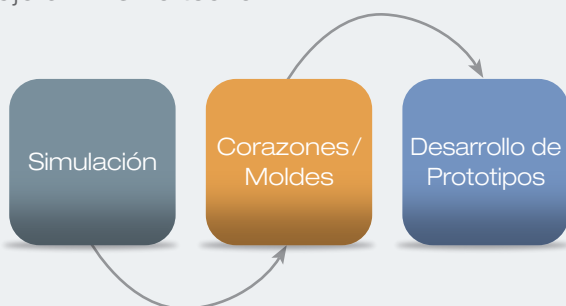 Simulación
Corazones/
Moldes
Desarrollo de
Prototipos